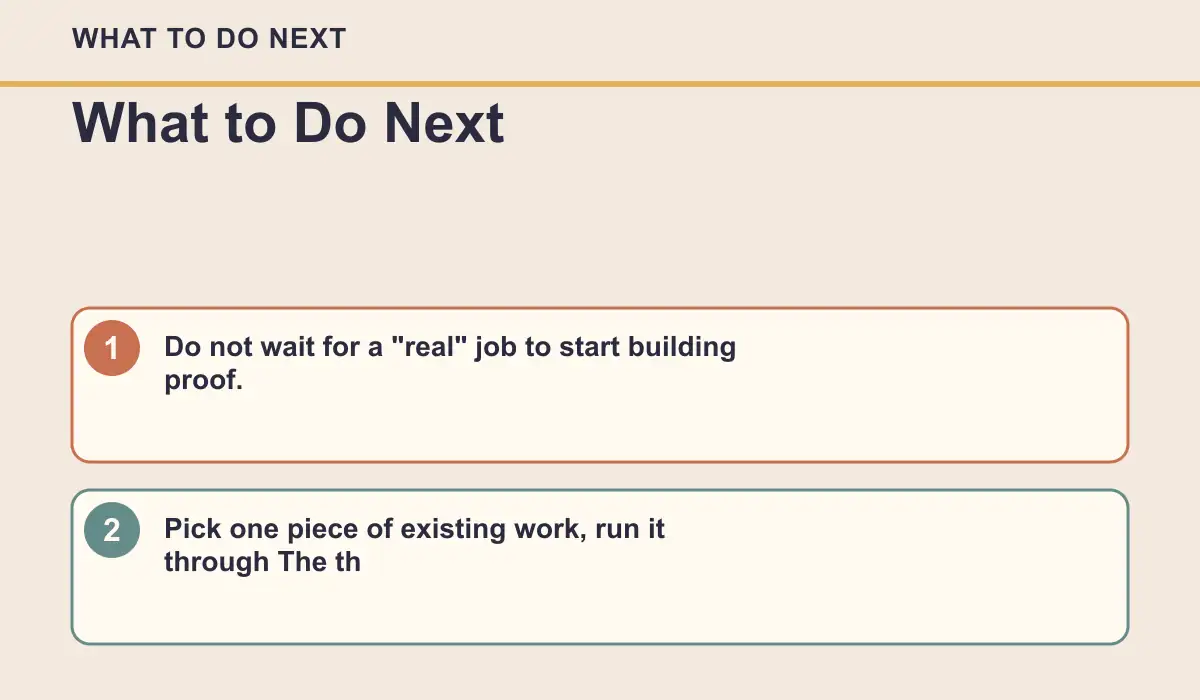 WHAT TO DO NEXT
What to Do Next
1
Do not wait for a "real" job to start building
proof.
2
Pick one piece of existing work, run it
through The th